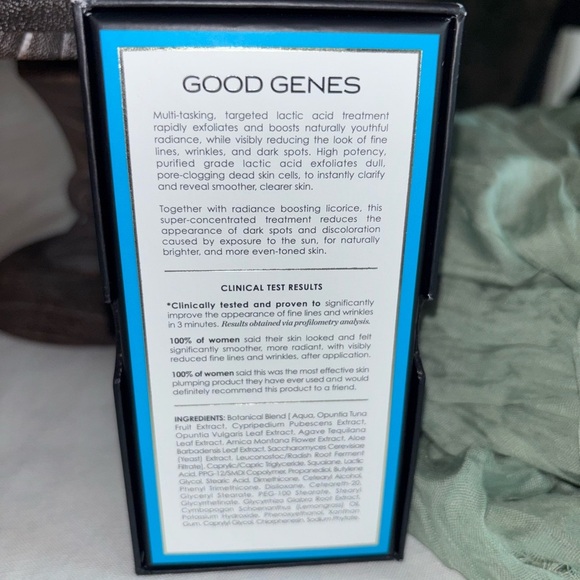 GOOD GENES
Multi-tasking, targeted lactic acid treatment
rapidly exfoliates and boosts naturally youthful
radiance, while visibly reducing the look of fine
lines, wrinkles, and dark spots. High potency,
purified grade lactic acid exfoliates dull,
pore-clogging dead skin cells, to instantly clarify
and reveal smoother, clearer skin.
Together with radiance boosting licorice, this
super-concentrated treatment reduces the
appearance of dark spots and discoloration
caused by exposure to the sun, for naturally
brighter, and more even-toned skin.
CLINICAL TEST RESULTS
*Clinically tested and proven to significantly
improve the appearance of fine lines and wrinkles
in 3 minutes. Results obtained via profilometry analysis.
100% of women said their skin looked and felt
significantly smoother, more radiant, with visibly
reduced fine lines and wrinkles, after application.
100% of women said this was the most effective skin
plumping product they have ever used and would
definitely recommend this product to a friend.
INGREDIENTS: Botanical Blend [ Aqua, Opuntia Tuna
Fruit Extract, Cypripedium Pubescens Extract,
Opuntia Vulgaris Leaf Extract, Agave Tequilana
Leaf Extract, Arnica Montana Flower Extract, Aloe
Barbadensis Leaf Extract, Saccharomyces Cerevisiae
(Yeast) Extract, Leuconostoc/Radish Root Ferment
Filtrate], Caprylic/Capric Triglyceride, Squalane, Lactic
Acid, PPG-12/SMDI Copolymer, Propanediol, Butylene
Glycol, Stearic Acid, Dimethicone, Cetearyl Alcohol,
Phenyl Trimethicone, Disiloxane, Ceteareth 20,
Glyceryl Stearate, PEG-100 Stearate, Stearyl
Glycyrrhetinate, Glycyrrhiza Glabra Root Extract,
Cymbopogon Schoenanthus (Lemongrass) Oil,
Potassium Hydroxide, Phenoxyethanol, Xanthan
Gum, Caprylyl Glycol, Chlorphenesin, Sodium Phytate.